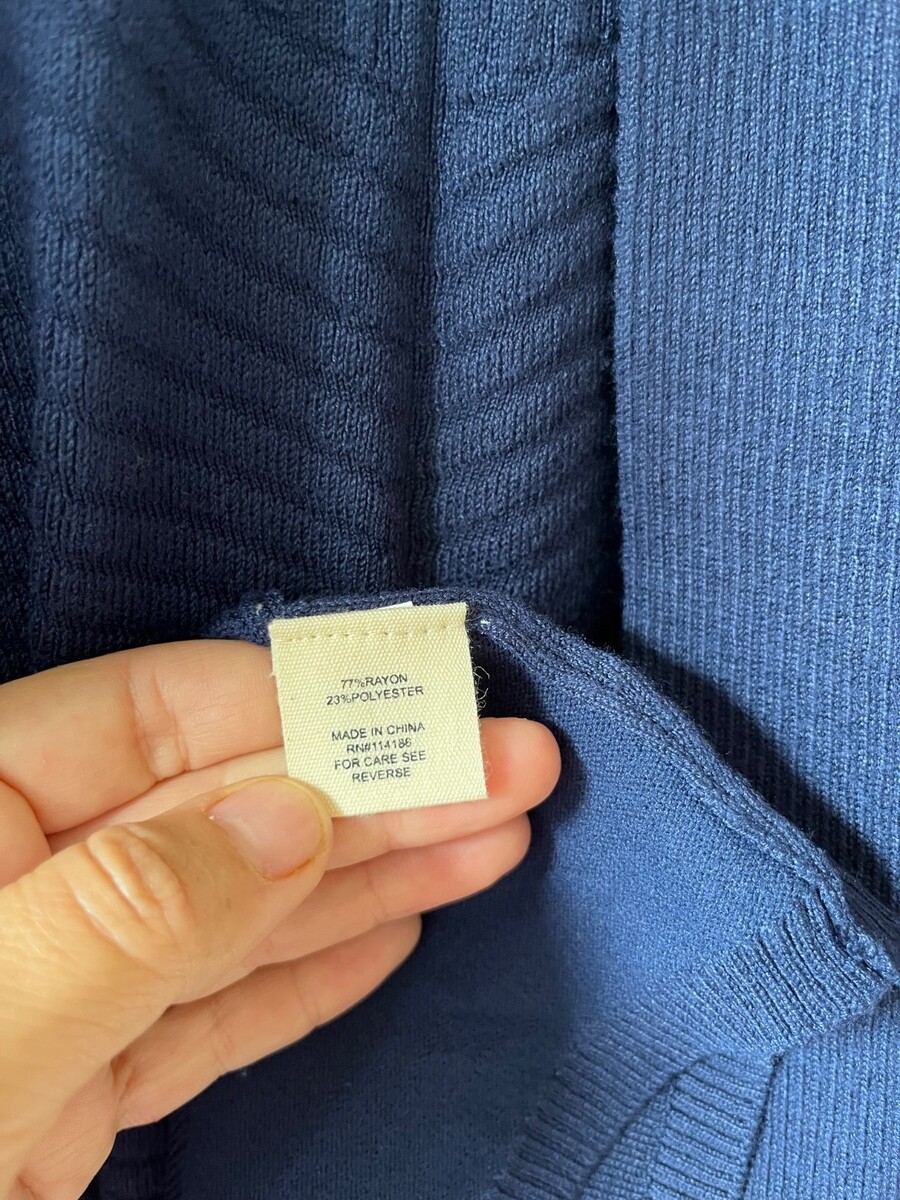 77%RAYON
23%POLYESTER
MADE IN CHINA
RN#114186
FOR CARE SEE
REVERSE